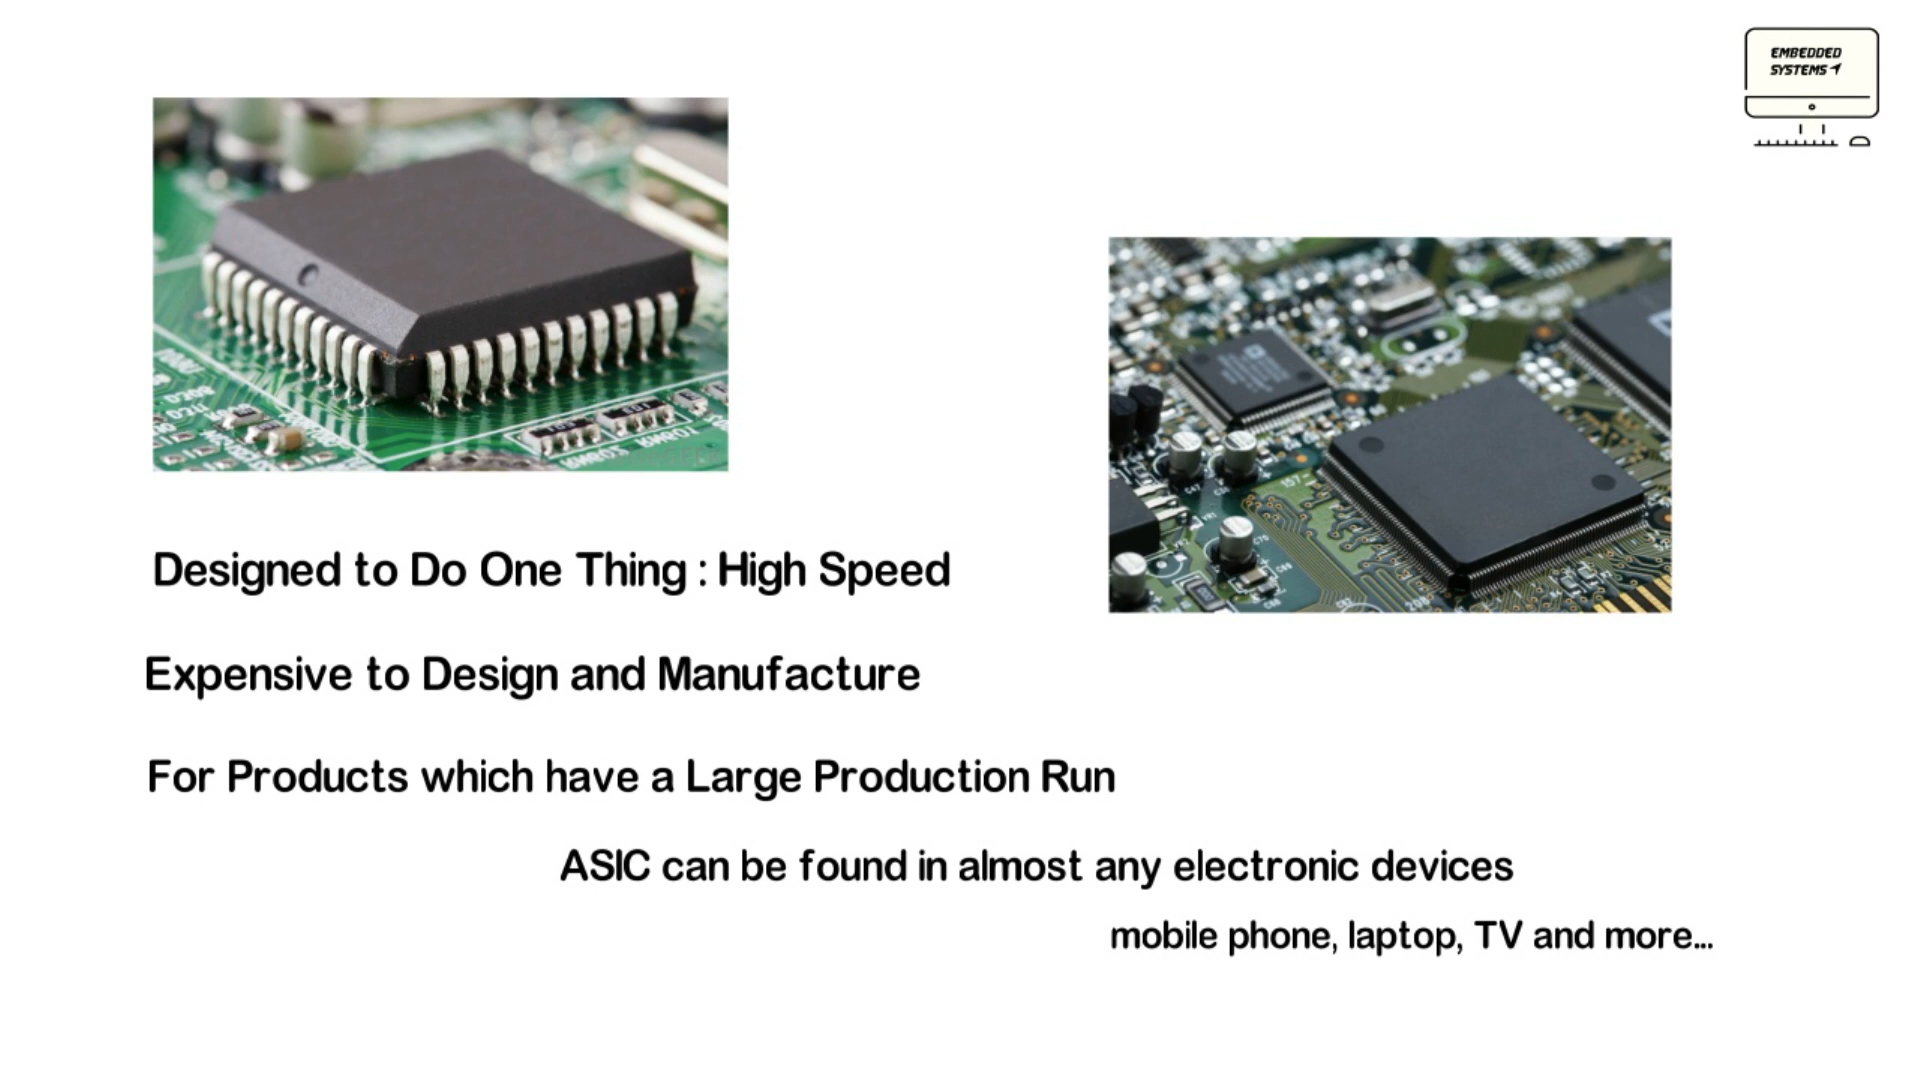 EMBEDDED
SYSTEMS
Designed to Do One Thing : High Speed
Expensive to Design and Manufacture
For Products which have a Large Production Run
ASIC can be found in almost any electronic devices
mobile phone, laptop, TV and more...